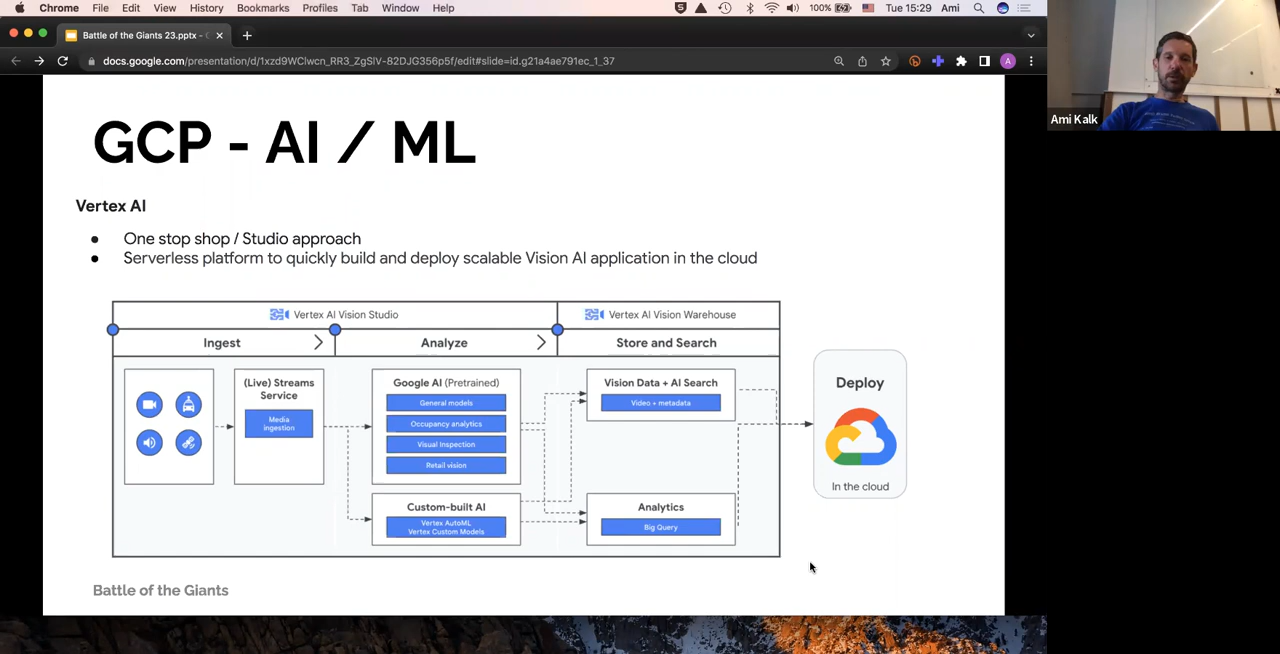 Chrome File Edit View History Bookmarks Profiles Tab Window Help 100% Tue 15:29 Ami
Battle of the Giants 23.pptx -
docs.google.com/presentation/d/1xzd9WClwcn_RR3_ZgSlV-82DJG356p5f/edit#slide=id.g21a4ae791ec_1_37
A
Ami Kalk
GCP - AI / ML
Vertex AI
● One stop shop / Studio approach
● Serverless platform to quickly build and deploy scalable Vision AI application in the cloud
Vertex AI Vision Studio
Vertex AI Vision Warehouse
Ingest
Analyze
Store and Search
(Live) Streams
Service
Media
ingestion
Google AI (Pretrained)
General models
Occupancy analytics
Visual Inspection
Retail vision
Custom-built AI
Vertex AutoML
Vertex Custom Models
Vision Data + AI Search
Video + metadata
Analytics
Big Query
Deploy
In the cloud
Battle of the Giants